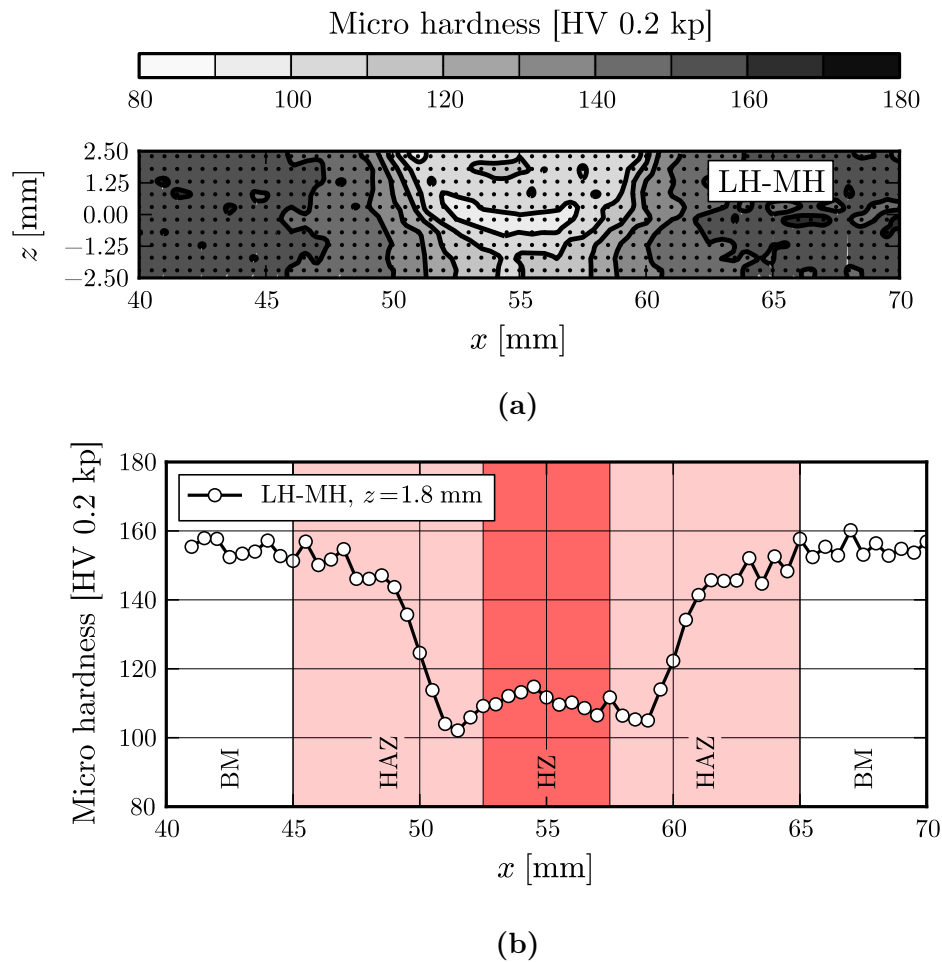 Micro hardness [HV 0.2 kp]
80 100 120 140 160 180
2.50
1.25
0.00
−1.25
−2.50
z [mm]
LH-MH
40 45 50 55 60 65 70
x [mm]
(a)
Micro hardness [HV 0.2 kp]
180
160
140
120
100
80
LH-MH, z=1.8 mm
BM HAZ HZ HAZ BM
40 45 50 55 60 65 70
x [mm]
(b)